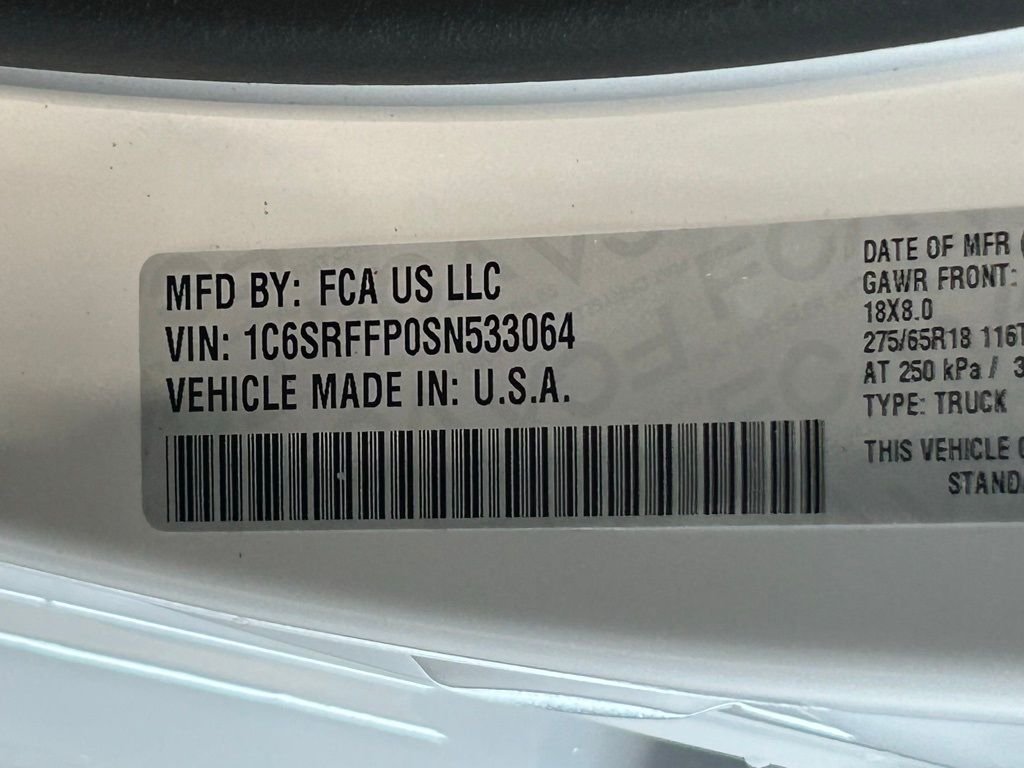 MFD BY: FCA US LLC
VIN: 1C6SRFFP0SN533064
VEHICLE MADE IN: U.S.A.
DATE OF MFR (
GAWR FRONT:
18X8.0
275/65R18 116T
AT 250 kPa / 3
TYPE: TRUCK
THIS VEHICLE